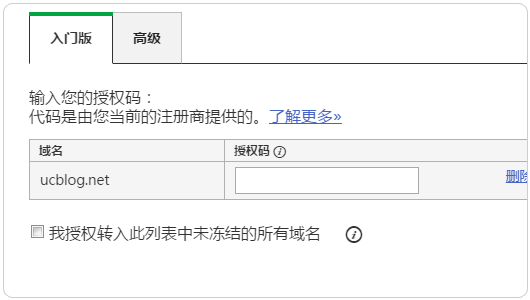 入门版 高级
输入您的授权码：
代码是由您当前的注册商提供的。了解更多»
域名 授权码
ucblog.net 删除
我授权转入此列表中未冻结的所有域名